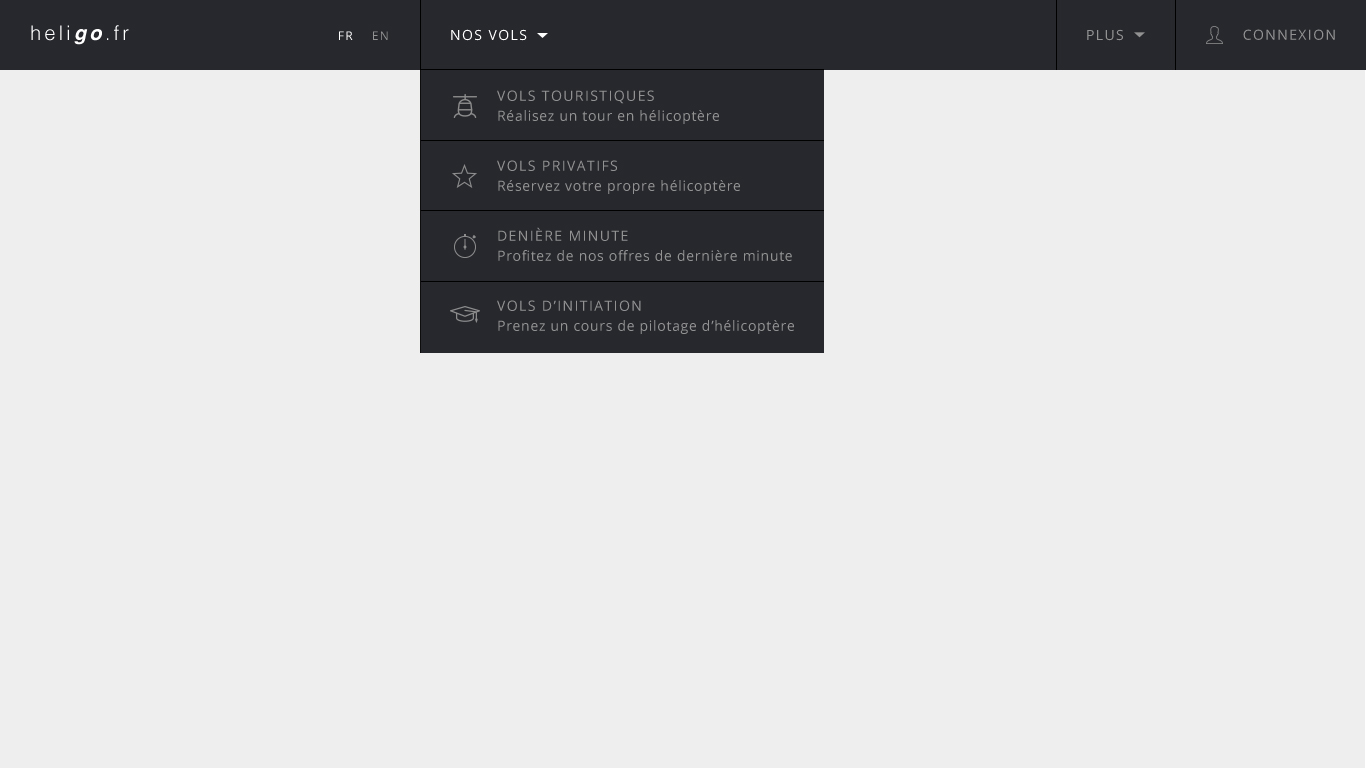 heligo.fr
FR EN
NOS VOLS
PLUS
CONNEXION
VOLS TOURISTIQUES
Réalisez un tour en hélicoptère
VOLS PRIVATIFS
Réservez votre propre hélicoptère
DENIÈRE MINUTE
Profitez de nos offres de dernière minute
VOLS D’INITIATION
Prenez un cours de pilotage d’hélicoptère